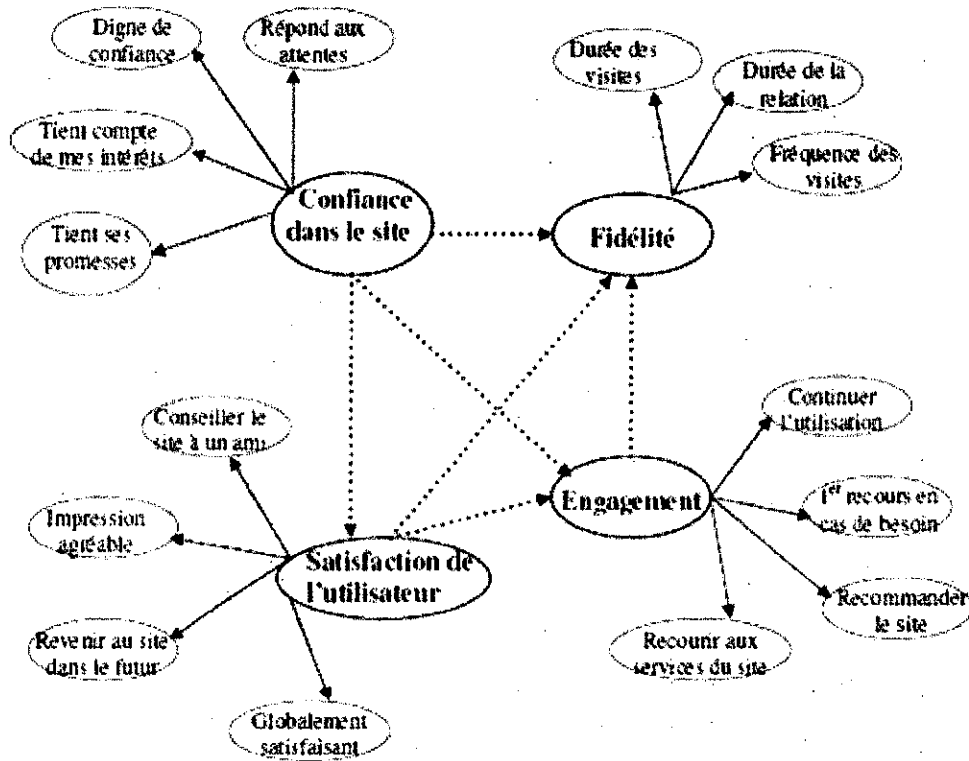 Digne de
confiance
Répond aux
attentes
Tient compte
de mes intérêts
Tient ses
promesses
Confiance
dans le site
Durée des
visites
Durée de la
relation
Fréquence des
visites
Fidélité
Conseiller le
site à un ami
Impression
agréable
Revenir au site
dans le futur
Globalement
satisfaisant
Satisfaction de
l'utilisateur
Engagement
Continuer
l'utilisation
1er recours en
cas de besoin
Recommander
le site
Recourir aux
services du site